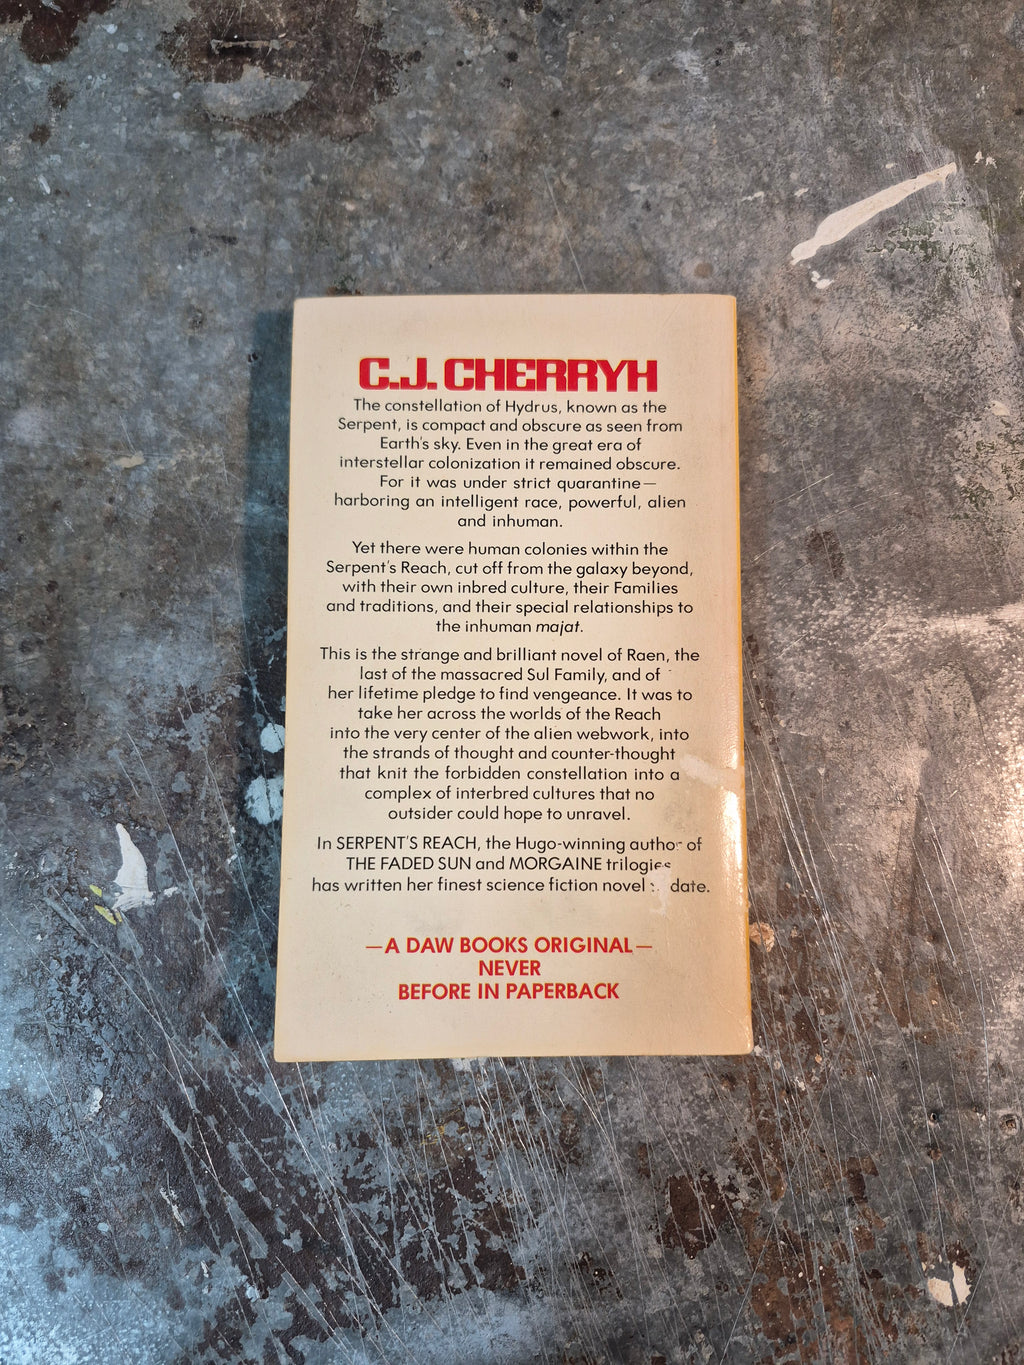 C.J. CHERRYH
The constellation of Hydrus, known as the
Serpent, is compact and obscure as seen from
Earth's sky. Even in the great era of
interstellar colonization it remained obscure.
For it was under strict quarantine—
harboring an intelligent race, powerful, alien
and inhuman.
Yet there were human colonies within the
Serpent's Reach, cut off from the galaxy beyond,
with their own inbred culture, their Families
and traditions, and their special relationships to
the inhuman majat.
This is the strange and brilliant novel of Raen, the
last of the massacred Sul Family, and of
her lifetime pledge to find vengeance. It was to
take her across the worlds of the Reach
into the very center of the alien webwork, into
the strands of thought and counter-thought
that knit the forbidden constellation into a
complex of interbred cultures that no
outsider could hope to unravel.
In SERPENT'S REACH, the Hugo-winning author of
THE FADED SUN and MORGAINE trilogies
has written her finest science fiction novel date.
—A DAW BOOKS ORIGINAL—
NEVER
BEFORE IN PAPERBACK